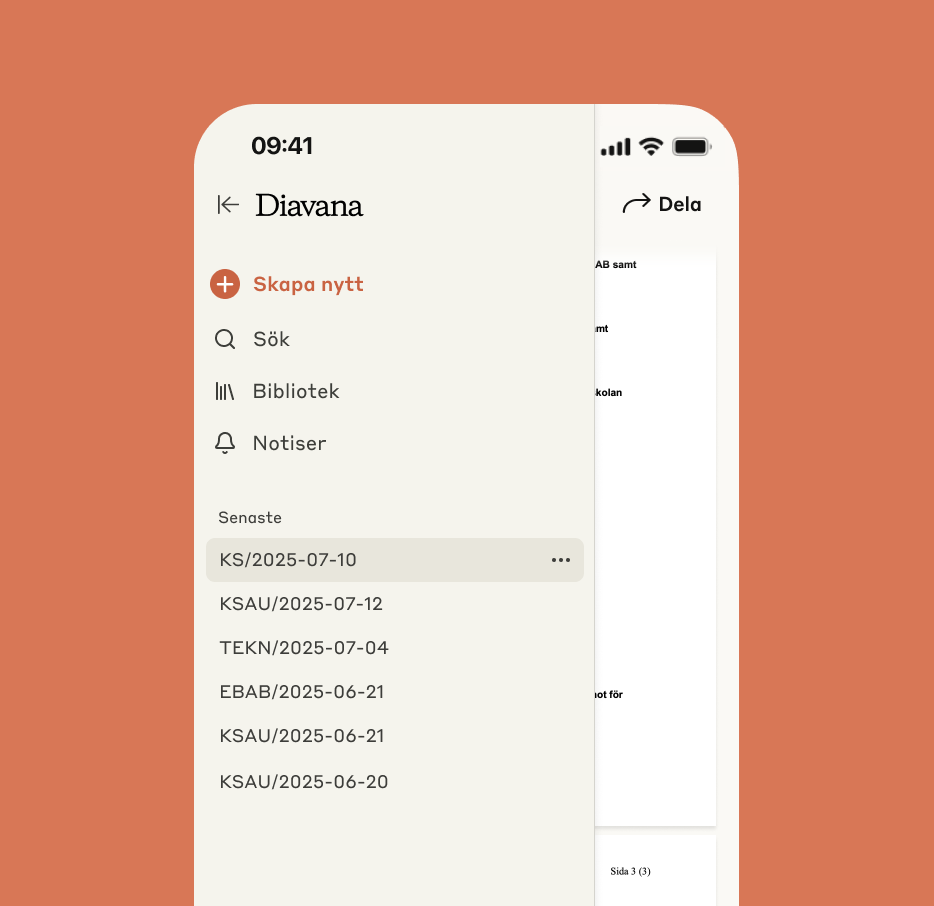 09:41
Diavana
Dela
Skapa nytt
Sök
Bibliotek
Notiser
Senaste
KS/2025-07-10
KSAU/2025-07-12
TEKN/2025-07-04
EBAB/2025-06-21
KSAU/2025-06-21
KSAU/2025-06-20
AB samt
mt
kolan
ot för
Sida 3 (3)